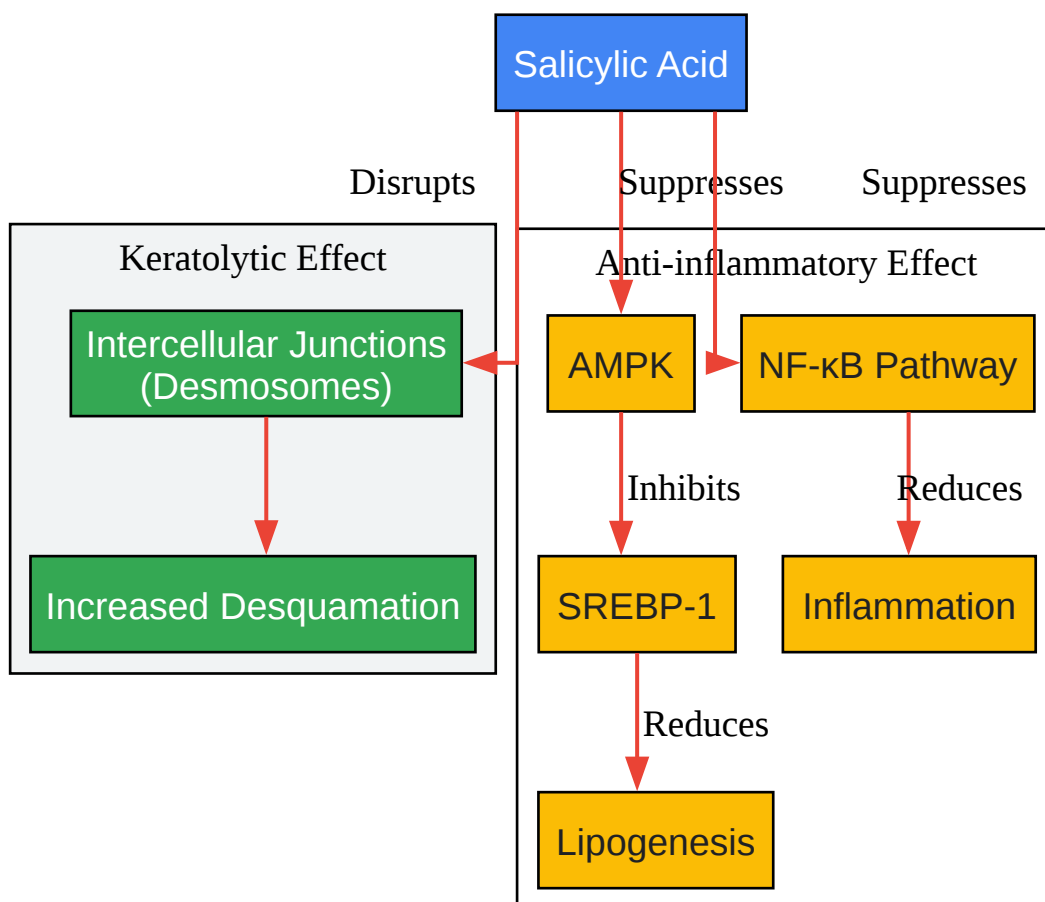 Salicylic Acid
Disrupts
Suppresses
Suppresses
Keratolytic Effect
Anti-inflammatory Effect
Intercellular Junctions
(Desmosomes)
AMPK
NF-κB Pathway
Inhibits
Reduces
Increased Desquamation
SREBP-1
Inflammation
Reduces
Lipogenesis